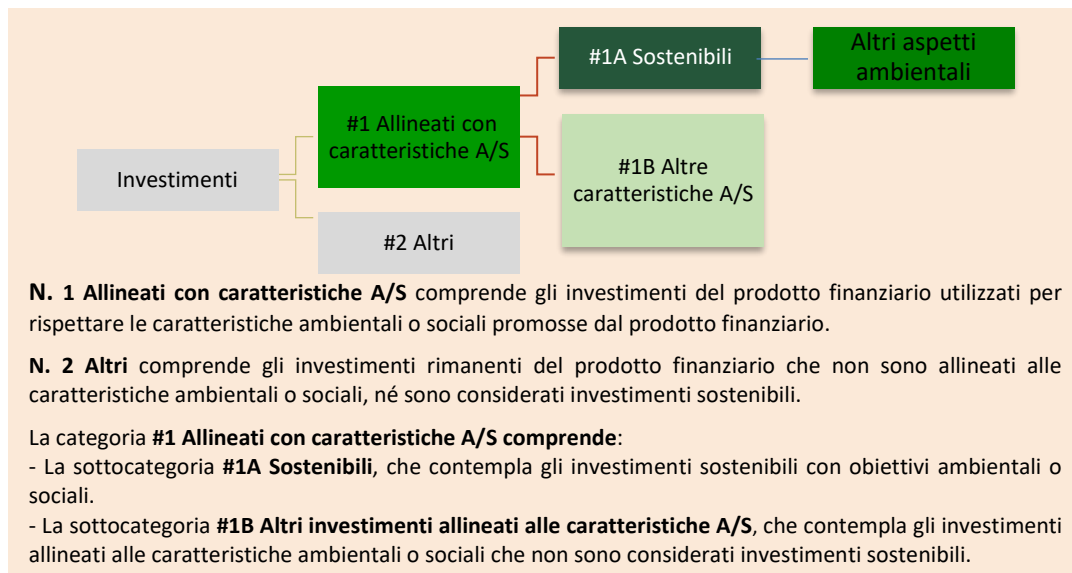 #1A Sostenibili
Altri aspetti
ambientali
#1 Allineati con
caratteristiche A/S
#1B Altre
caratteristiche A/S
Investimenti
#2 Altri
N. 1 Allineati con caratteristiche A/S comprende gli investimenti del prodotto finanziario utilizzati per
rispettare le caratteristiche ambientali o sociali promosse dal prodotto finanziario.
N. 2 Altri comprende gli investimenti rimanenti del prodotto finanziario che non sono allineati alle
caratteristiche ambientali o sociali, né sono considerati investimenti sostenibili.
La categoria #1 Allineati con caratteristiche A/S comprende:
- La sottocategoria #1A Sostenibili, che contempla gli investimenti sostenibili con obiettivi ambientali o
sociali.
- La sottocategoria #1B Altri investimenti allineati alle caratteristiche A/S, che contempla gli investimenti
allineati alle caratteristiche ambientali o sociali che non sono considerati investimenti sostenibili.